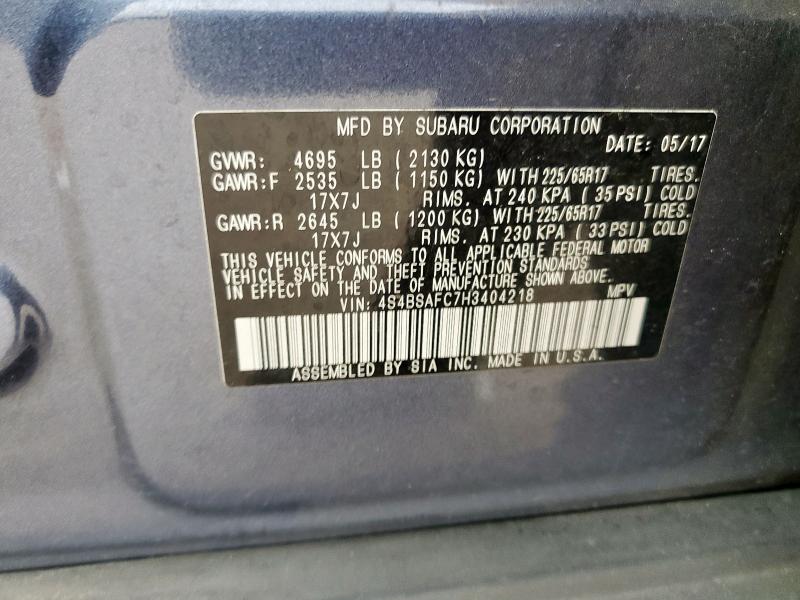 MFD BY SUBARU CORPORATION
DATE: 05/17
GVWR: 4695 LB (2130 KG)
GAWR:F 2535 LB (1150 KG) WITH 225/65R17 TIRES.
17X7J RIMS. AT 240 KPA (35 PSI) COLD
GAWR:R 2645 LB (1200 KG) WITH 225/65R17 TIRES.
17X7J RIMS. AT 230 KPA (33 PSI) COLD
THIS VEHICLE CONFORMS TO ALL APPLICABLE FEDERAL MOTOR
VEHICLE SAFETY AND THEFT PREVENTION STANDARDS
IN EFFECT ON THE DATE OF MANUFACTURE SHOWN ABOVE.
VIN: 4S4BSAFC7H3404218 MPV
ASSEMBLED BY SIA INC. MADE IN U.S.A.